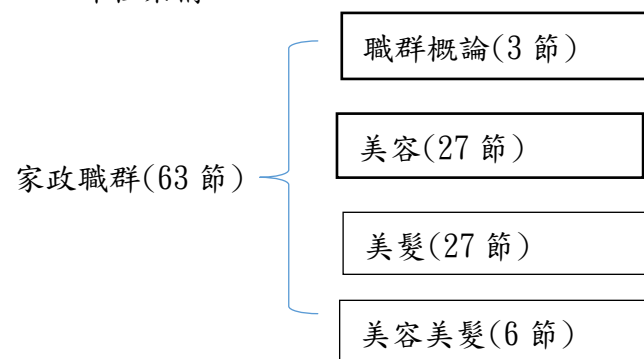 職群概論(3 節)
美容(27 節)
家政職群(63 節)
美髮(27 節)
美容美髮(6 節)